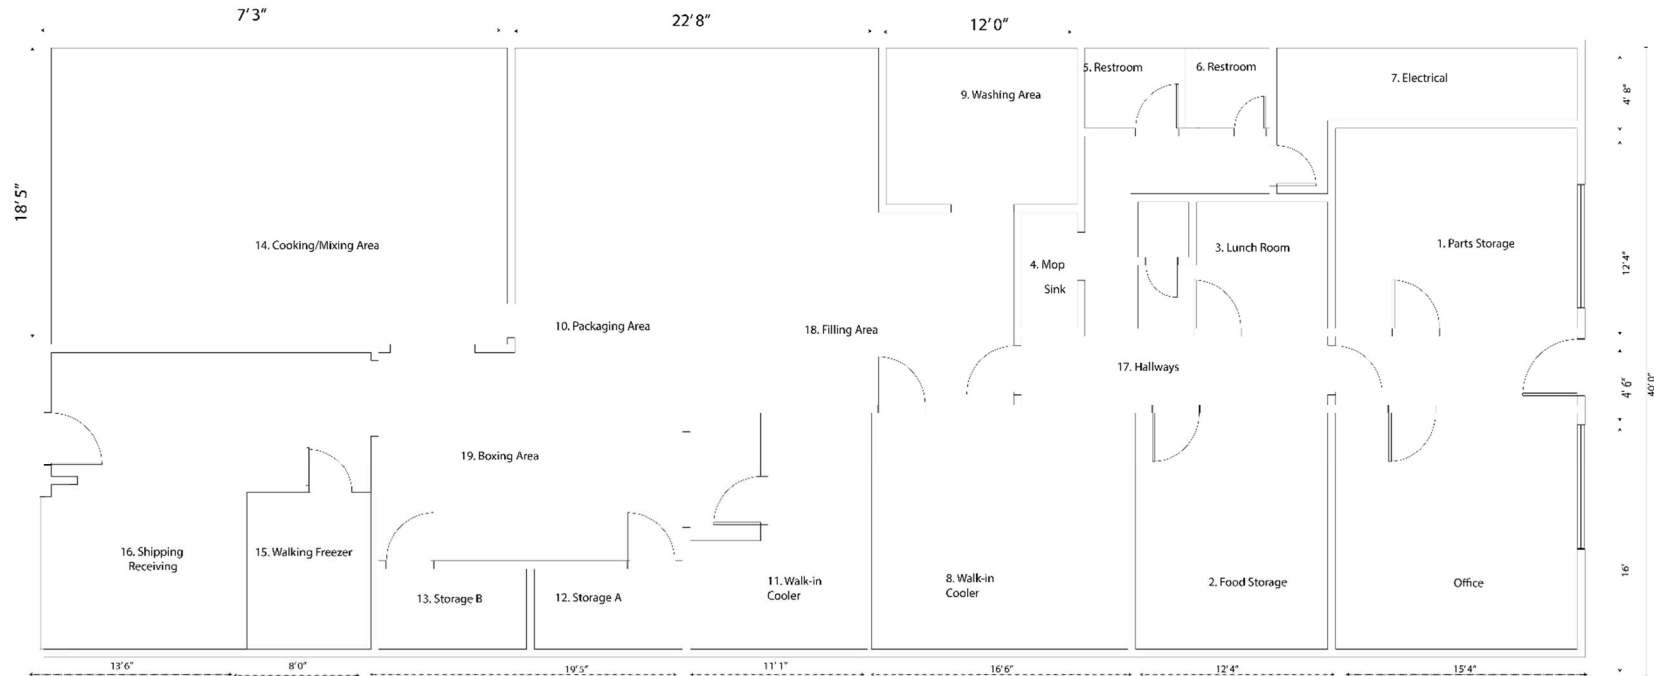 7'3"
22'8"
12'0"
5. Restroom
6. Restroom
7. Electrical
4' 8"
9. Washing Area
18'5"
14. Cooking/Mixing Area
3. Lunch Room
1. Parts Storage
12'4"
4. Mop
Sink
10. Packaging Area
18. Filling Area
17. Hallways
4' 6"
40'0"
19. Boxing Area
16. Shipping
Receiving
15. Walking Freezer
13. Storage B
12. Storage A
11. Walk-in
Cooler
8. Walk-in
Cooler
2. Food Storage
Office
16'
13'6"
8'0"
19'5"
11'1"
16'6"
12'4"
15'4"